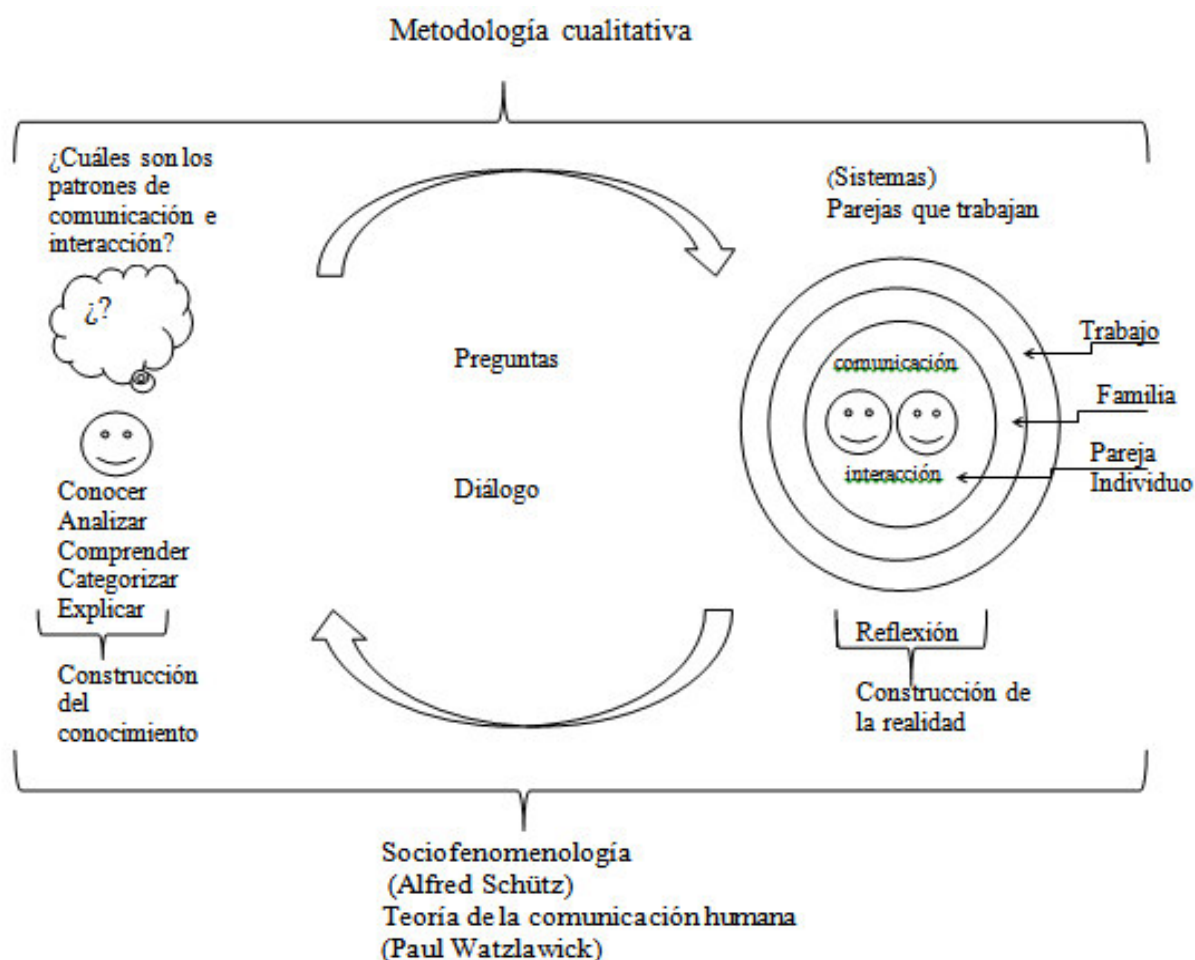 Metodología cualitativa
¿Cuáles son los
patrones de
comunicación e
interacción?
¿?
Conocer
Analizar
Comprender
Categorizar
Explicar
Construcción
del
conocimiento
Preguntas
Diálogo
(Sistemas)
Parejas que trabajan
comunicación
interacción
Trabajo
Familia
Pareja
Individuo
Reflexión
Construcción de
la realidad
Sociofenomenología
(Alfred Schütz)
Teoría de la comunicación humana
(Paul Watzlawick)